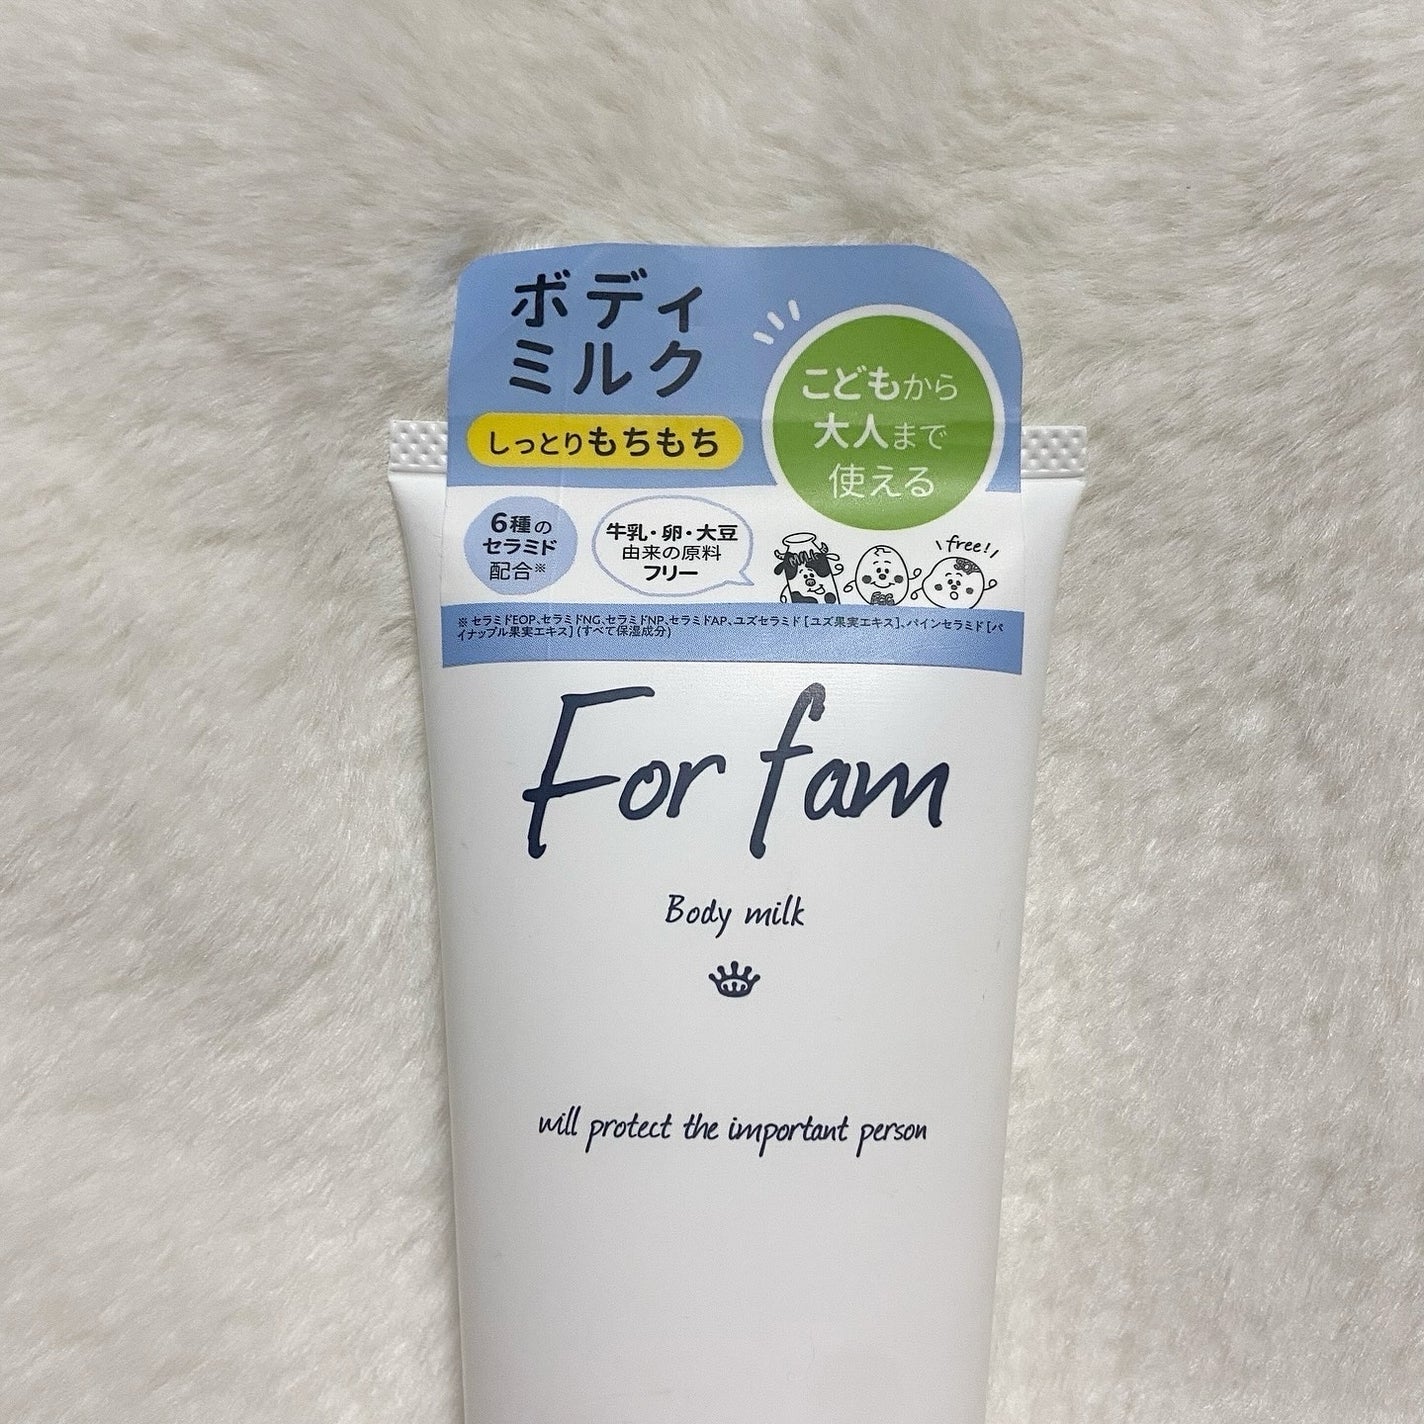 ボディ
ミルク
しっとりもちもち
こどもから
大人まで
使える
6種の
セラミド
配合※
牛乳・卵・大豆
由来の原料
フリー
free!
※ セラミドEOP、セラミドNG、セラミドNP、セラミドAP、ユズセラミド [ユズ果実エキス]、パインセラミド [パ
イナップル果実エキス] (すべて保湿成分)
For fam
Body milk
will protect the important person